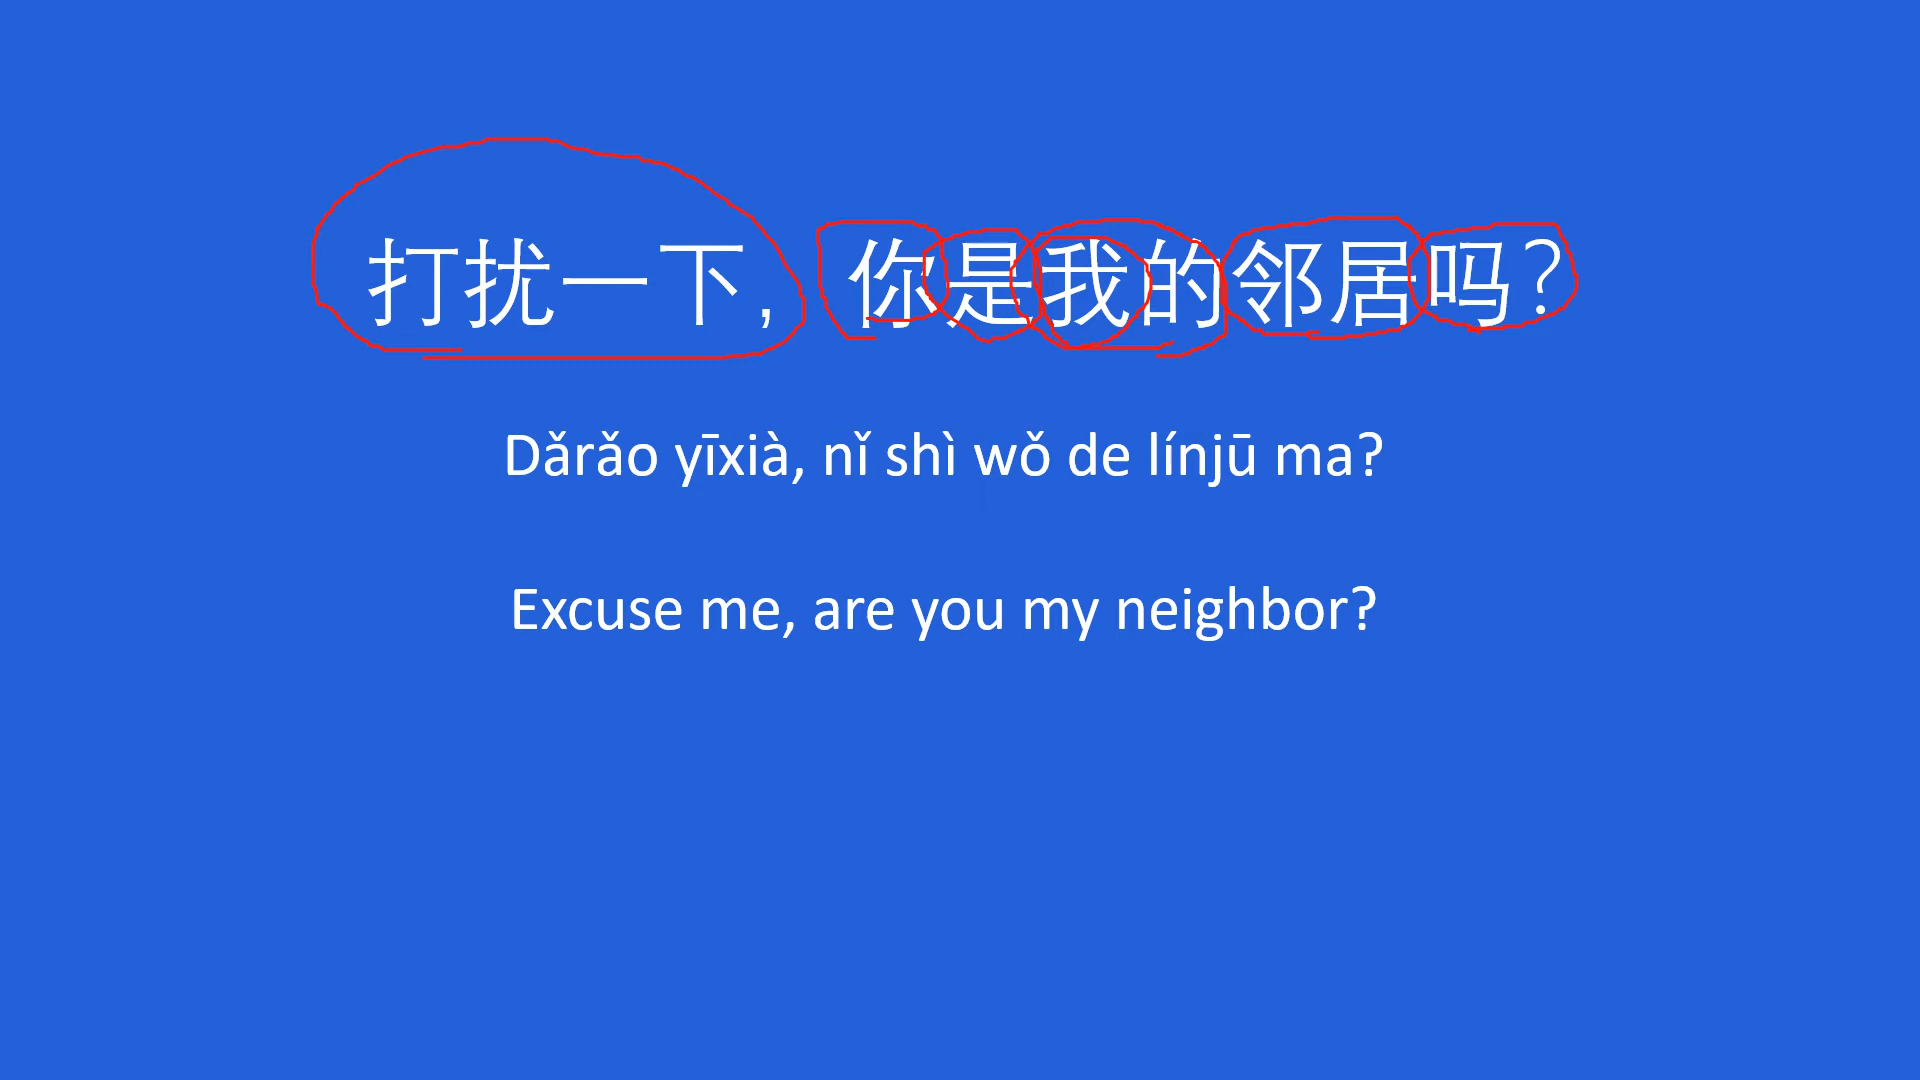 打扰一下, 你是我的邻居吗?
Dǎrǎo yīxià, nǐ shì wǒ de línjū ma?
Excuse me, are you my neighbor?